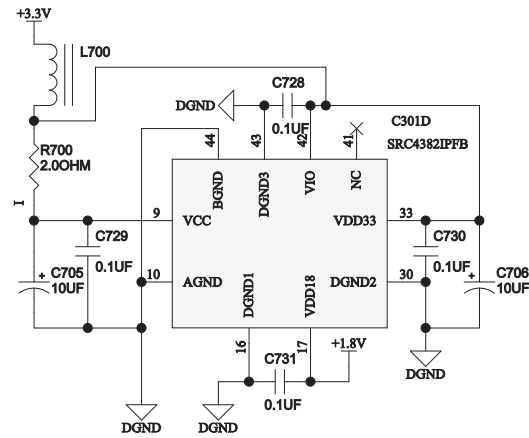 +3.3V
L700
C728
DGND
0.1UF
C301D
SRC4382IPFB
44
43
42
41
R700
2.0OHM
BGND
DGND3
VIO
NC
I
9
VCC
VDD33
33
C729
0.1UF
C730
0.1UF
+
C705
10UF
10
AGND
DGND1
VDD18
DGND2
30
+
C706
10UF
16
C731
0.1UF
17
+1.8V
DGND
DGND
DGND